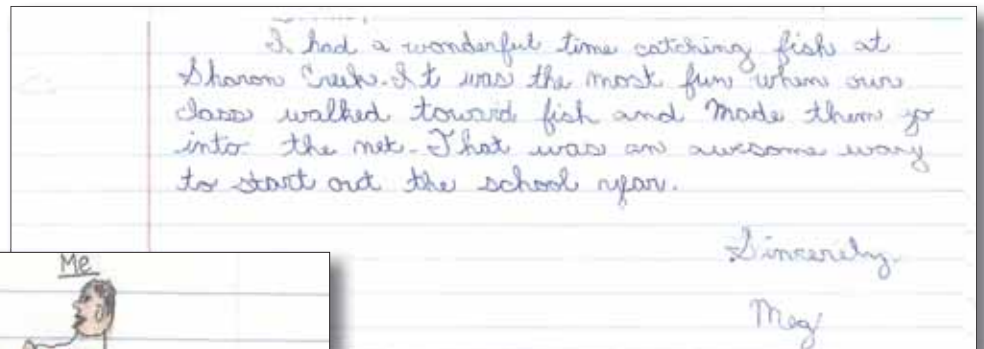 I had a wonderful time catching fish at
Sharon Creek. It was the most fun when our
class walked toward fish and made them go
into the net. That was an awesome way
to start out the school year.
Sincerely,
Meg
Me